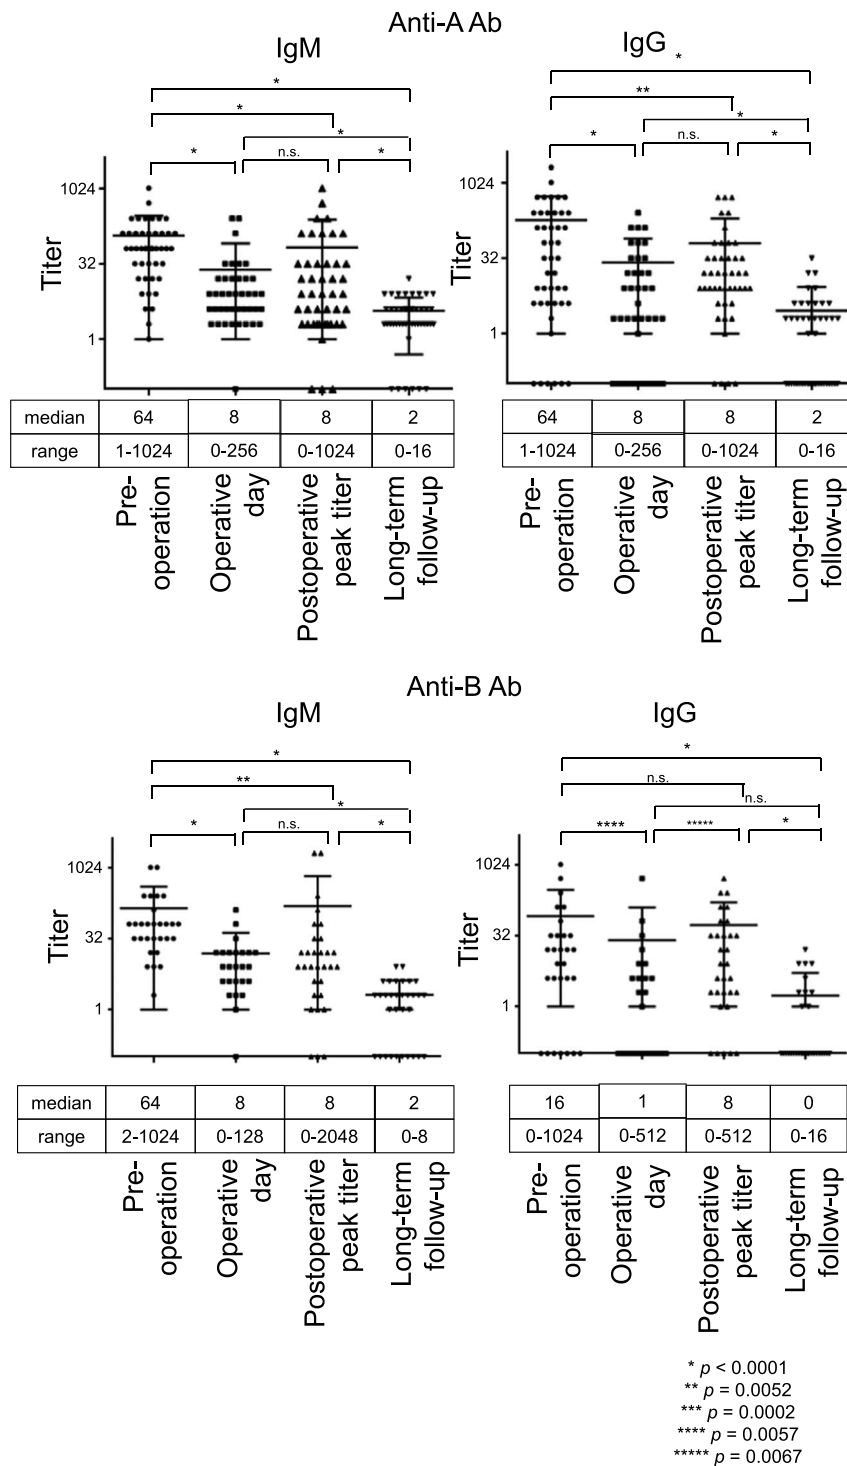 Anti-A Ab
IgM
IgG
*
*
*
*
n.s.
*
*
**
*
*
n.s.
*
Titer
1024
32
1
Titer
1024
32
1
median 64 8 8 2
range 1-1024 0-256 0-1024 0-16
median 64 8 8 2
range 1-1024 0-256 0-1024 0-16
Pre-
operation
Operative
day
Postoperative
peak titer
Long-term
follow-up
Pre-
operation
Operative
day
Postoperative
peak titer
Long-term
follow-up
Anti-B Ab
IgM
IgG
*
**
*
*
n.s.
*
*
n.s.
n.s.
****
*****
*
Titer
1024
32
1
Titer
1024
32
1
median 64 8 8 2
range 2-1024 0-128 0-2048 0-8
16 1 8 0
0-1024 0-512 0-512 0-16
Pre-
operation
Operative
day
Postoperative
peak titer
Long-term
follow-up
Pre-
operation
Operative
day
Postoperative
peak titer
Long-term
follow-up
* p < 0.0001
** p = 0.0052
*** p = 0.0002
**** p = 0.0057
***** p = 0.0067